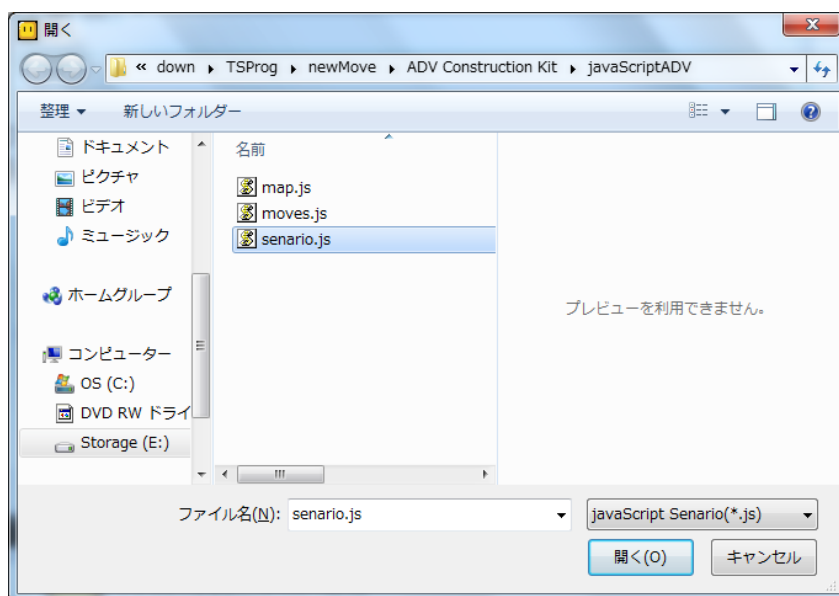 開く
« down ▸ TSProg ▸ newMove ▸ ADV Construction Kit ▸ javaScriptADV
整理 ▼ 新しいフォルダー
ドキュメント
ピクチャ
ビデオ
ミュージック
ホームグループ
コンピューター
OS (C:)
DVD RW ドライ
Storage (E:)
名前
map.js
moves.js
senario.js
プレビューを利用できません。
ファイル名(N): senario.js
javaScript Senario(*.js)
開く(O) キャンセル